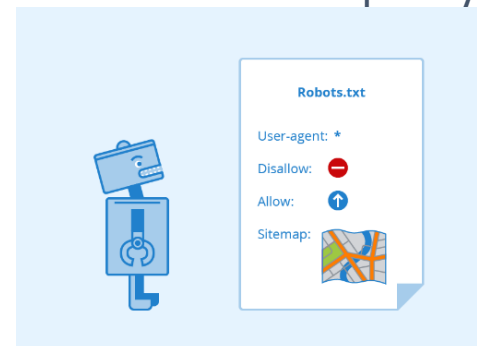 Robots.txt
User-agent: *
Disallow:
Allow:
Sitemap: